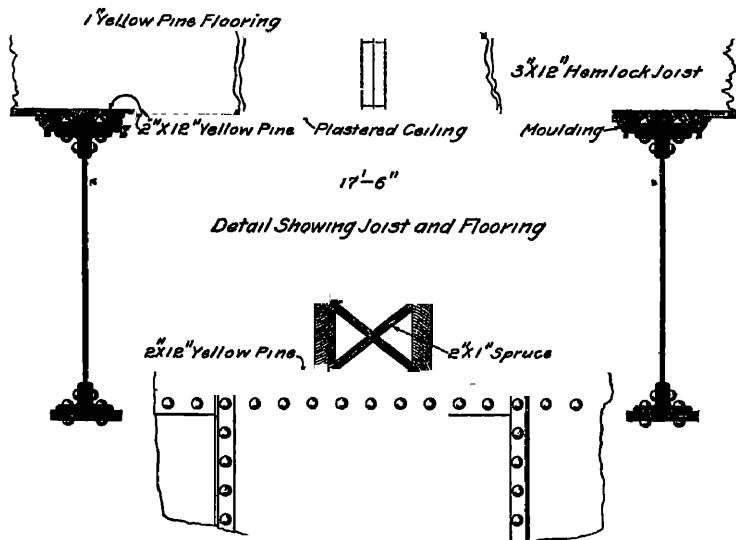 1" Yellow Pine Flooring
3"X12" Hemlock Joist
2"X12" Yellow Pine
Plastered Ceiling
Moulding
17'-6"
Detail Showing Joist and Flooring
2"X12" Yellow Pine
2"X1" Spruce